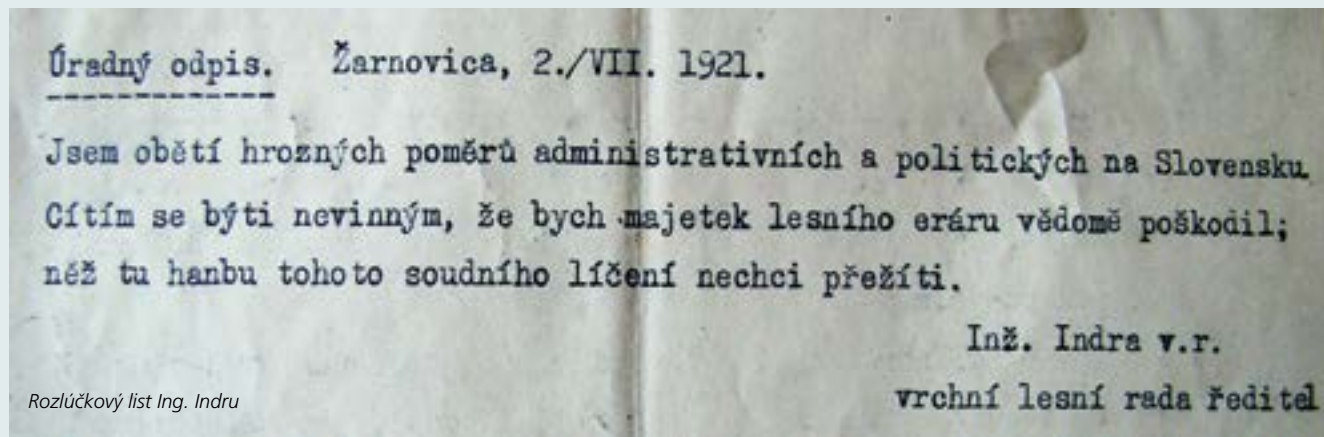 Úradný odpis. Žarnovica, 2./VII. 1921.
Jsem obětí hrozných poměrů administrativních a politických na Slovensku.
Cítím se býti nevinným, že bych majetek lesního eráru vědomě poškodil;
něž tu hanbu tohoto soudního líčení nechci přežíti.
Inž. Indra v.r.
vrchní lesní rada ředitel
Rozlúčkový list Ing. Indru